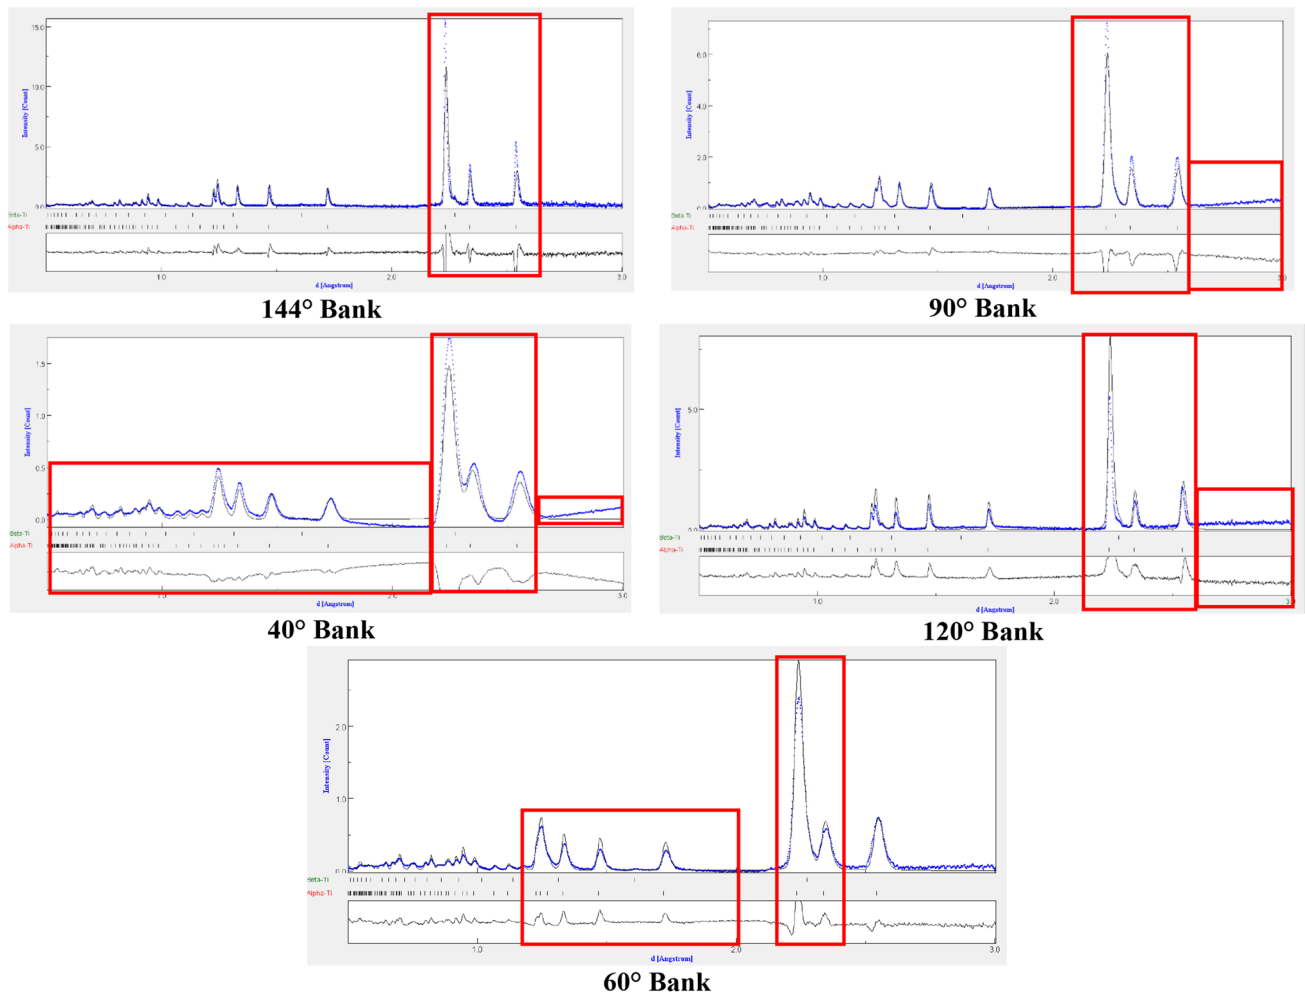 15.0
10.0
5.0
0.0
Intensity [Count]
Beta-Ti
Alpha-Ti
1.0
2.0
3.0
d [Angstrom]
144° Bank
6.0
4.0
2.0
0.0
Intensity [Count]
Beta-Ti
Alpha-Ti
1.0
2.0
d [Angstrom]
90° Bank
1.5
1.0
0.5
0.0
Intensity [Count]
Beta-Ti
Alpha-Ti
1.0
2.0
3.0
d [Angstrom]
40° Bank
5.0
0.0
Intensity [Count]
Beta-Ti
Alpha-Ti
1.0
2.0
d [Angstrom]
120° Bank
2.0
1.0
0.0
Intensity [Count]
Beta-Ti
Alpha-Ti
1.0
2.0
3.0
d [Angstrom]
60° Bank